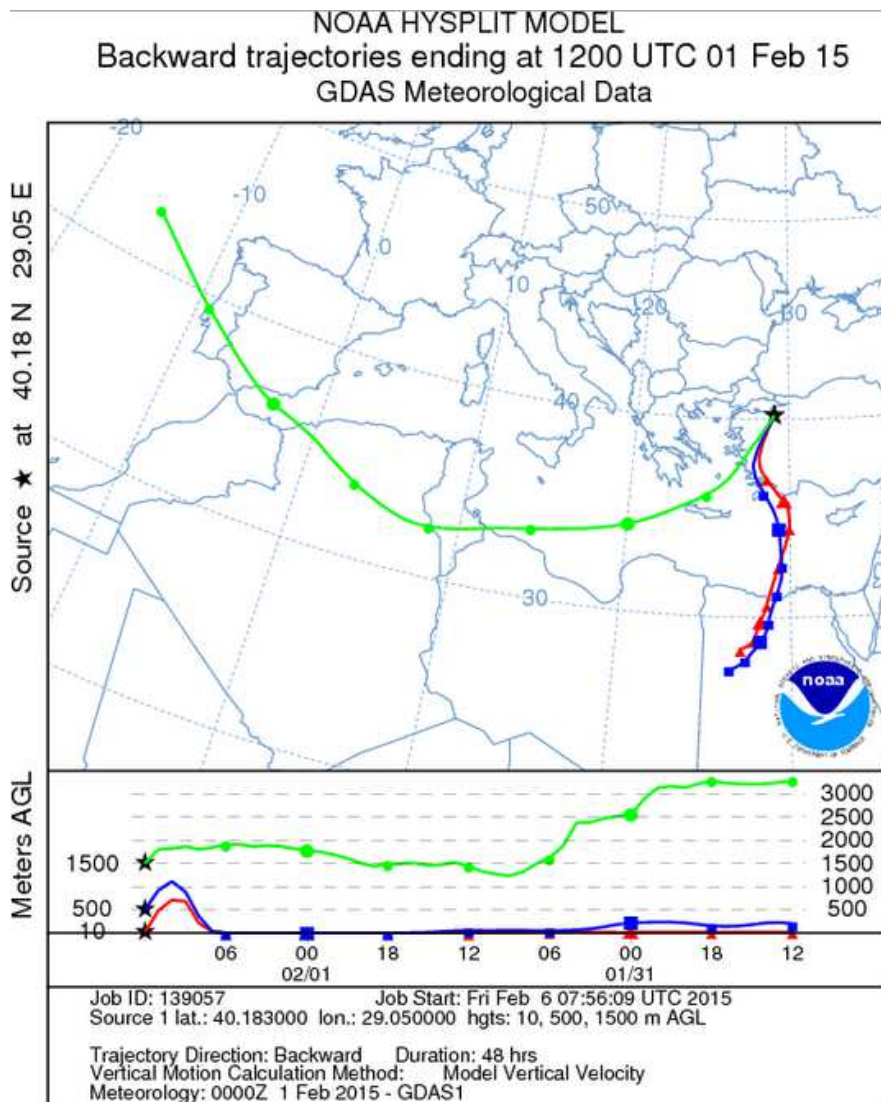 NOAA HYSPLIT MODEL
Backward trajectories ending at 1200 UTC 01 Feb 15
GDAS Meteorological Data
Source ★ at 40.18 N 29.05 E
-20
-10
0
10
20
30
50
40
30
noaa
Meters AGL
1500
500
10
3000
2500
2000
1500
1000
500
06 00 18 12 06 00 18 12
02/01 01/31
Job ID: 139057 Job Start: Fri Feb 6 07:56:09 UTC 2015
Source 1 lat.: 40.183000 lon.: 29.050000 hgts: 10, 500, 1500 m AGL
Trajectory Direction: Backward Duration: 48 hrs
Vertical Motion Calculation Method: Model Vertical Velocity
Meteorology: 0000Z 1 Feb 2015 - GDAS1